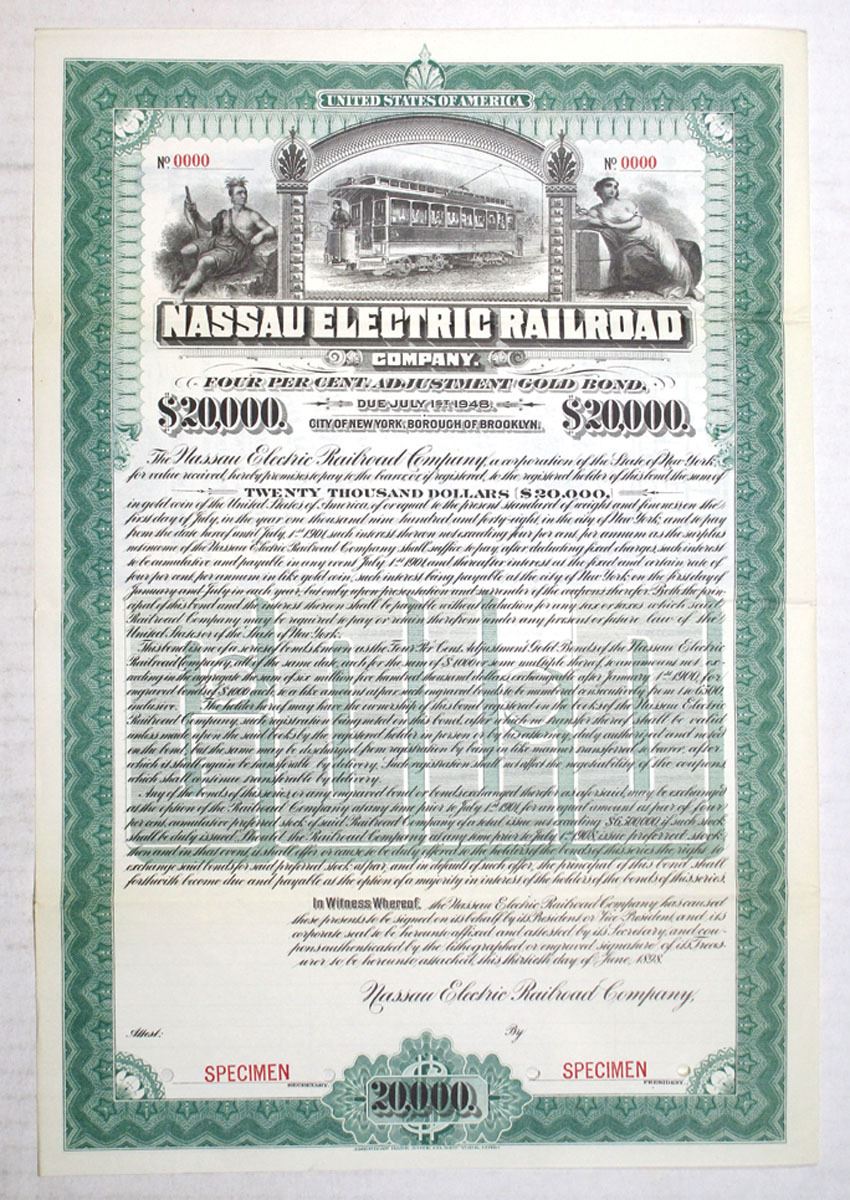 UNITED STATES OF AMERICA
No 0000
No 0000
NASSAU ELECTRIC RAILROAD
COMPANY.
FOUR PER CENT. ADJUSTMENT GOLD BOND.
DUE JULY 1ST 1948.
$20,000.
$20,000.
CITY OF NEW YORK, BOROUGH OF BROOKLYN.
The Nassau Electric Railroad Company, a corporation of the State of New York,
for value received, hereby promises to pay to the bearer, or if registered, to the registered holder of this bond, the sum of
TWENTY THOUSAND DOLLARS [$20,000,]
in gold coin of the United States of America, of or equal to the present standard of weight and fineness on the
first day of July, in the year one thousand nine hundred and forty-eight, in the city of New York, and to pay
from the date hereof until July 1st 1901, such interest thereon not exceeding four per cent. per annum as the surplus
net income of the Nassau Electric Railroad Company shall suffice to pay, after deducting fixed charges, such interest
to be cumulative and payable in any event July 1st 1901, and thereafter interest at the fixed and certain rate of
four per cent. per annum in like gold coin, such interest being payable at the city of New York on the first day of
January and July in each year, but only upon presentation and surrender of the coupons therefor. Both the prin-
cipal of this bond and the interest thereon shall be payable without deduction for any tax or taxes which said
Railroad Company may be required to pay or retain therefrom under any present or future law of the
United States or of the State of New York.
This bond is one of a series of bonds known as the Four Per Cent. Adjustment Gold Bonds of the Nassau Electric
Railroad Company, all of the same date, each for the sum of $1000 or some multiple thereof, to an amount not ex-
ceeding in the aggregate the sum of six million five hundred thousand dollars, exchangeable after January 1st 1900, for
engraved bonds of $1000 each to a like amount at par, such engraved bonds to be numbered consecutively from 1 to 6500,
inclusive. The holder hereof may have the ownership of this bond registered on the books of the Nassau Electric
Railroad Company, such registration being noted on this bond, after which no transfer thereof shall be valid
unless made upon the said books by the registered holder in person or by his attorney duly authorized and noted
on the bond, but the same may be discharged from registration by being in like manner transferred to bearer, after
which it shall again be transferable by delivery. Such registration shall not affect the negotiability of the coupons,
which shall continue transferable by delivery.
Any of the bonds of this series, or any engraved bond or bonds exchanged therefor as aforesaid, may be exchanged
at the option of the Railroad Company at any time prior to July 1st 1901, for an equal amount at par of four
per cent. cumulative preferred stock of said Railroad Company of a total issue not exceeding $6,500,000, if such stock
shall be duly issued. Should the Railroad Company at any time prior to July 1st 1908, issue preferred stock,
then and in that event, it shall offer or cause to be duly offered to the holders of the bonds of this series the right to
exchange said bonds for said preferred stock at par, and in default of such offer, the principal of this bond shall
forthwith become due and payable at the option of a majority in interest of the holders of the bonds of this series.
In Witness Whereof, the Nassau Electric Railroad Company has caused
these presents to be signed on its behalf by its President or Vice-President, and its
corporate seal to be hereunto affixed and attested by its Secretary, and cou-
pons authenticated by the lithographed or engraved signature of its Treas-
urer to be hereunto attached, this thirtieth day of June, 1898.
Nassau Electric Railroad Company,
Attest:
By
SPECIMEN
SECRETARY.
SPECIMEN
PRESIDENT.
20,000.